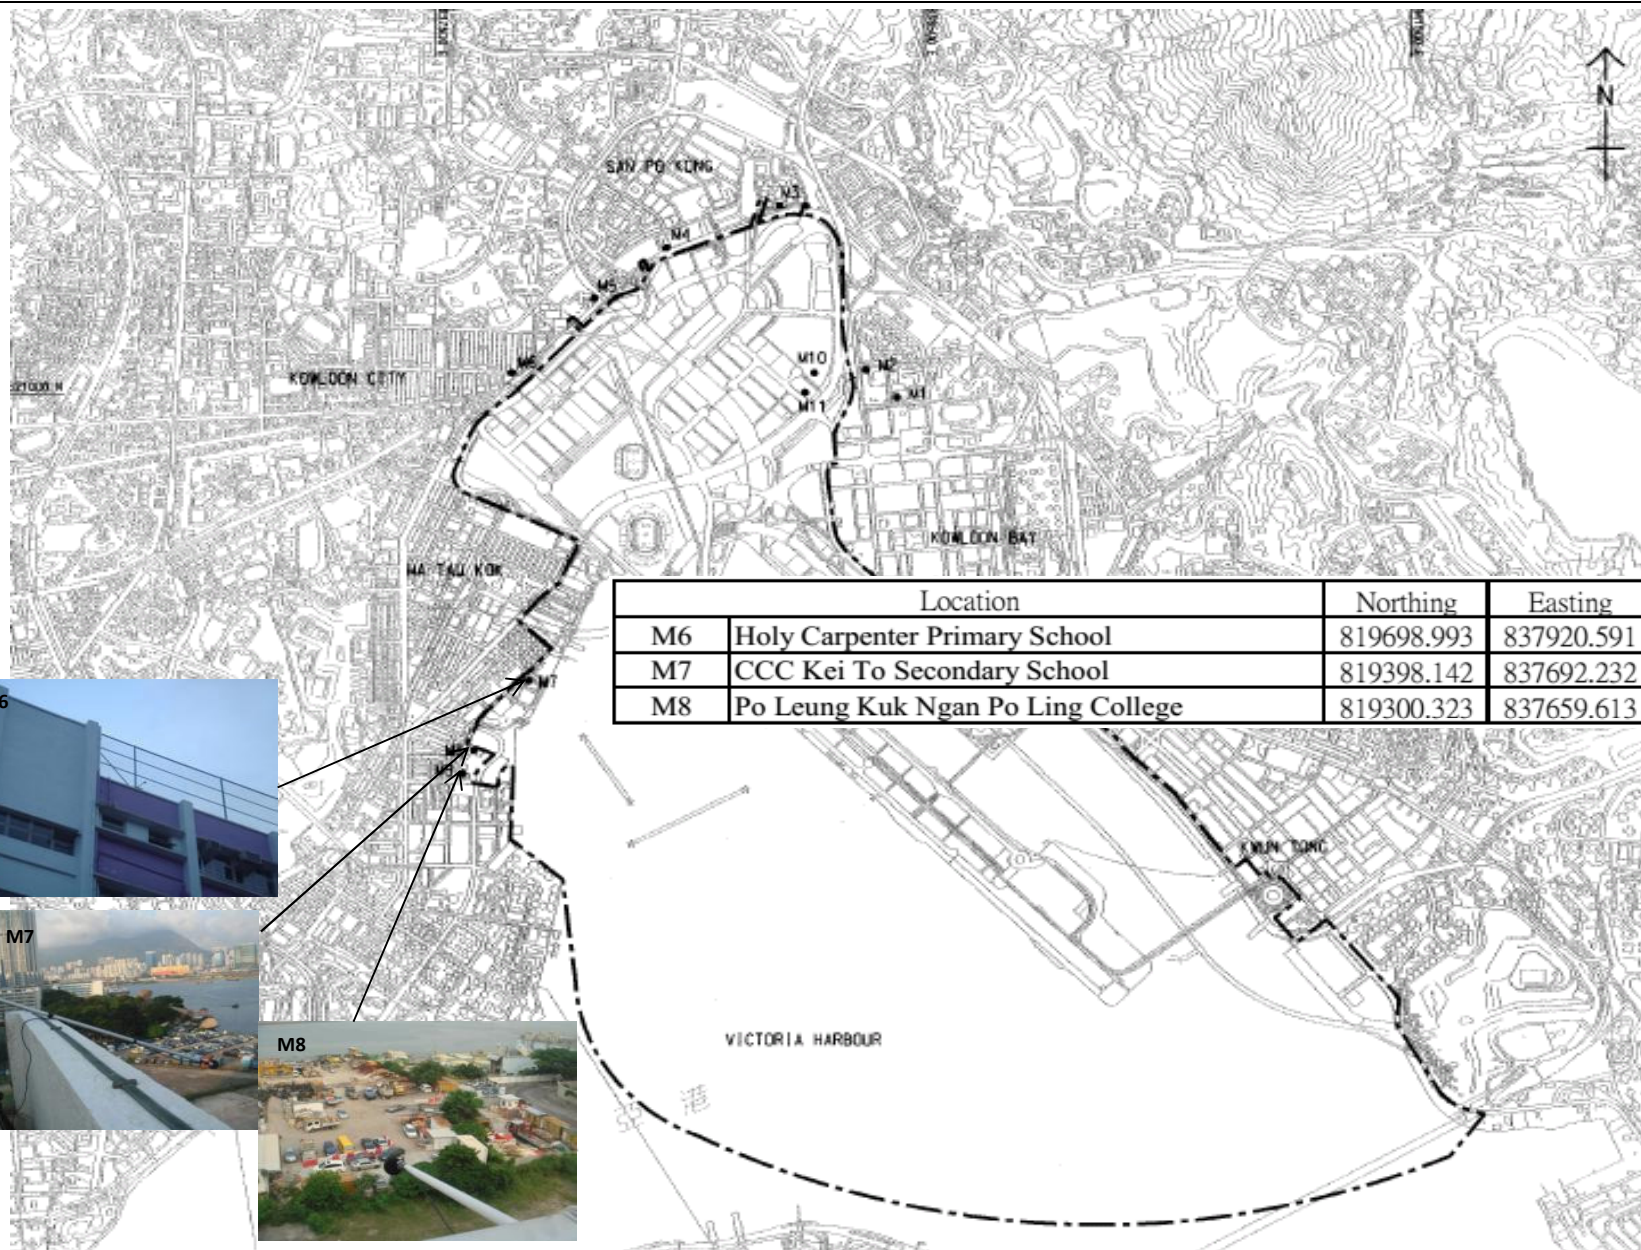 N
SAN PO KONG
M3
M4
M5
M6
KOWLOON CITY
M10
M11
M2
M1
KOWLOON BAY
MA TAU KOK
Location Northing Easting
M6 Holy Carpenter Primary School 819698.993 837920.591
M7 CCC Kei To Secondary School 819398.142 837692.232
M8 Po Leung Kuk Ngan Po Ling College 819300.323 837659.613
M7
6
KWUN TONG
M7
M8
VICTORIA HARBOUR
港